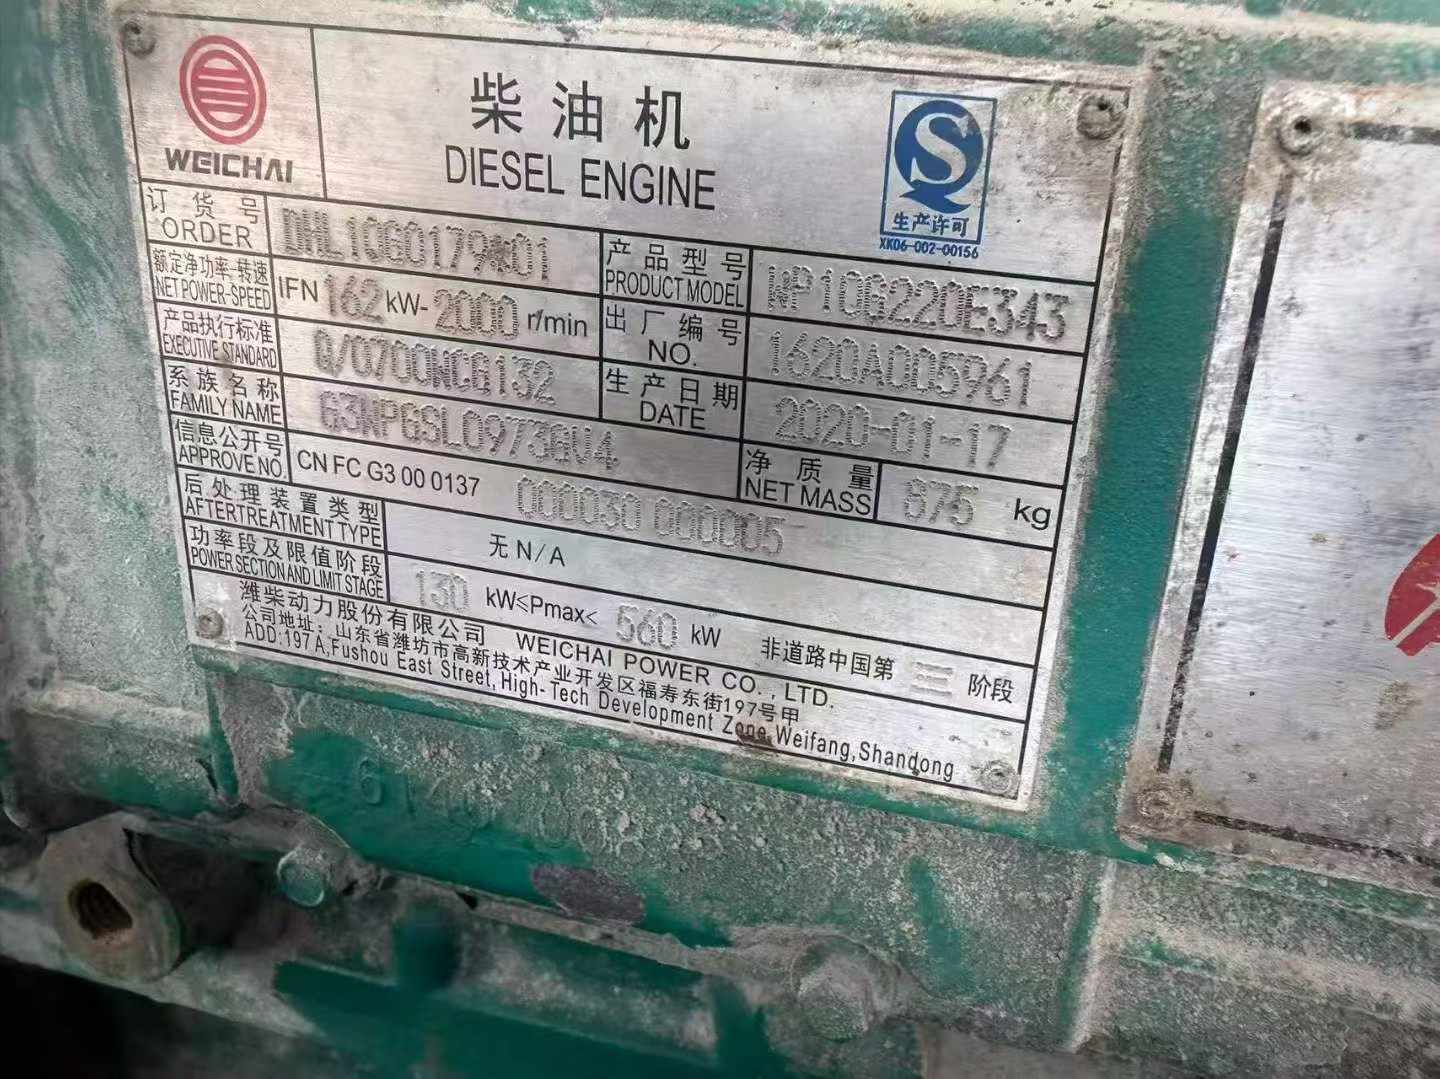 WEICHAI
柴油机
DIESEL ENGINE
生产许可
XK06-002-00156
订货号
ORDER
DHL10G0179*01
产品型号
PRODUCT MODEL
WP10G220E343
额定净功率-转速
NET POWER-SPEED
IFN 162 kW- 2000 r/min
出厂编号
NO.
1620A005961
产品执行标准
EXECUTIVE STANDARD
Q/0700WCG132
生产日期
DATE
2020-01-17
系族名称
FAMILY NAME
G3WP6SL0973GV4
净质量
NET MASS
875 kg
信息公开号
APPROVE NO.
CN FC G3 00 0137 000030 000005
后处理装置类型
AFTERTREATMENT TYPE
无 N/A
功率段及限值阶段
POWER SECTION AND LIMIT STAGE
130 kW≤Pmax< 560 kW 非道路中国第 三 阶段
潍柴动力股份有限公司 WEICHAI POWER CO., LTD.
公司地址: 山东省潍坊市高新技术产业开发区福寿东街197号甲
ADD:197 A,Fushou East Street,High-Tech Development Zone,Weifang,Shandong